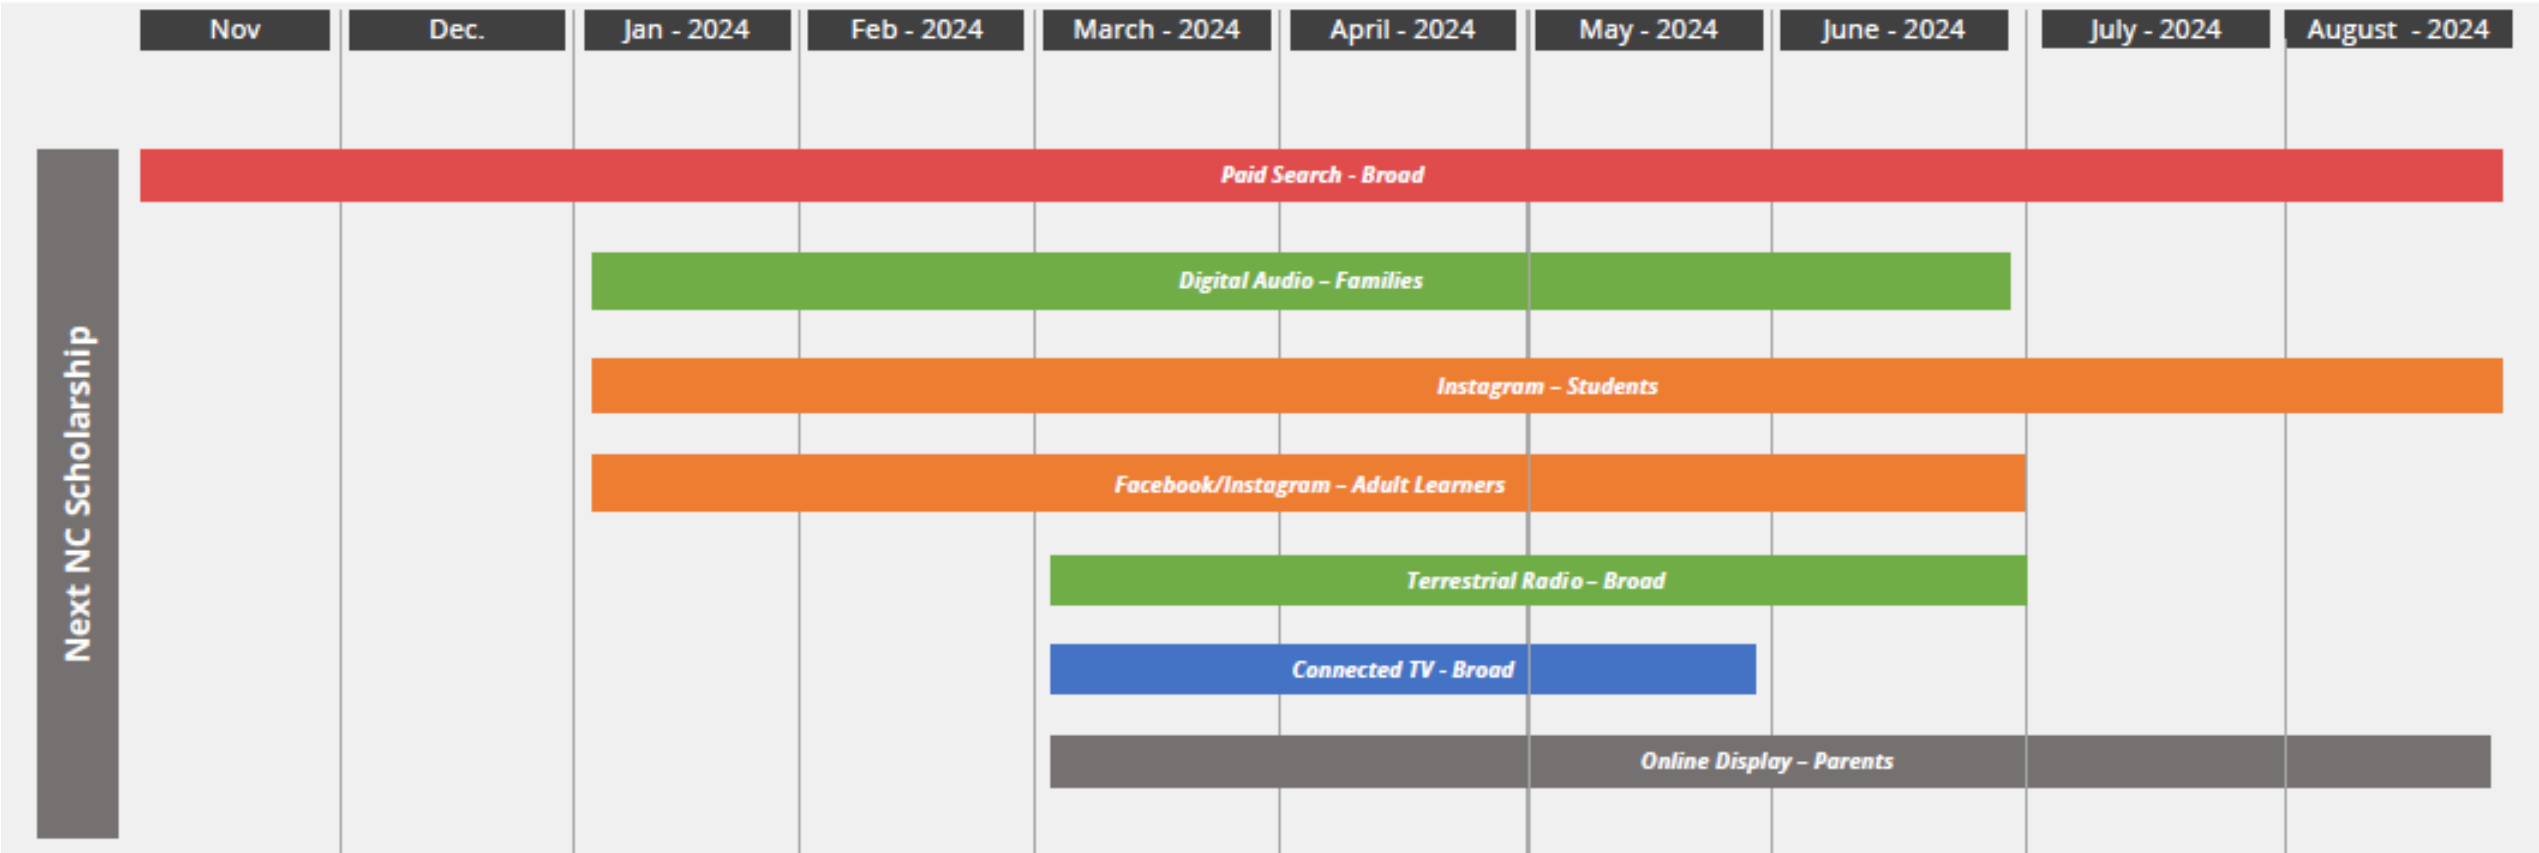 Nov
Dec.
Jan - 2024
Feb - 2024
March - 2024
April - 2024
May - 2024
June - 2024
July - 2024
August  - 2024
Next NC Scholarship
Paid Search - Broad
Digital Audio – Families
Instagram – Students
Facebook/Instagram – Adult Learners
Terrestrial Radio – Broad
Connected TV - Broad
Online Display – Parents